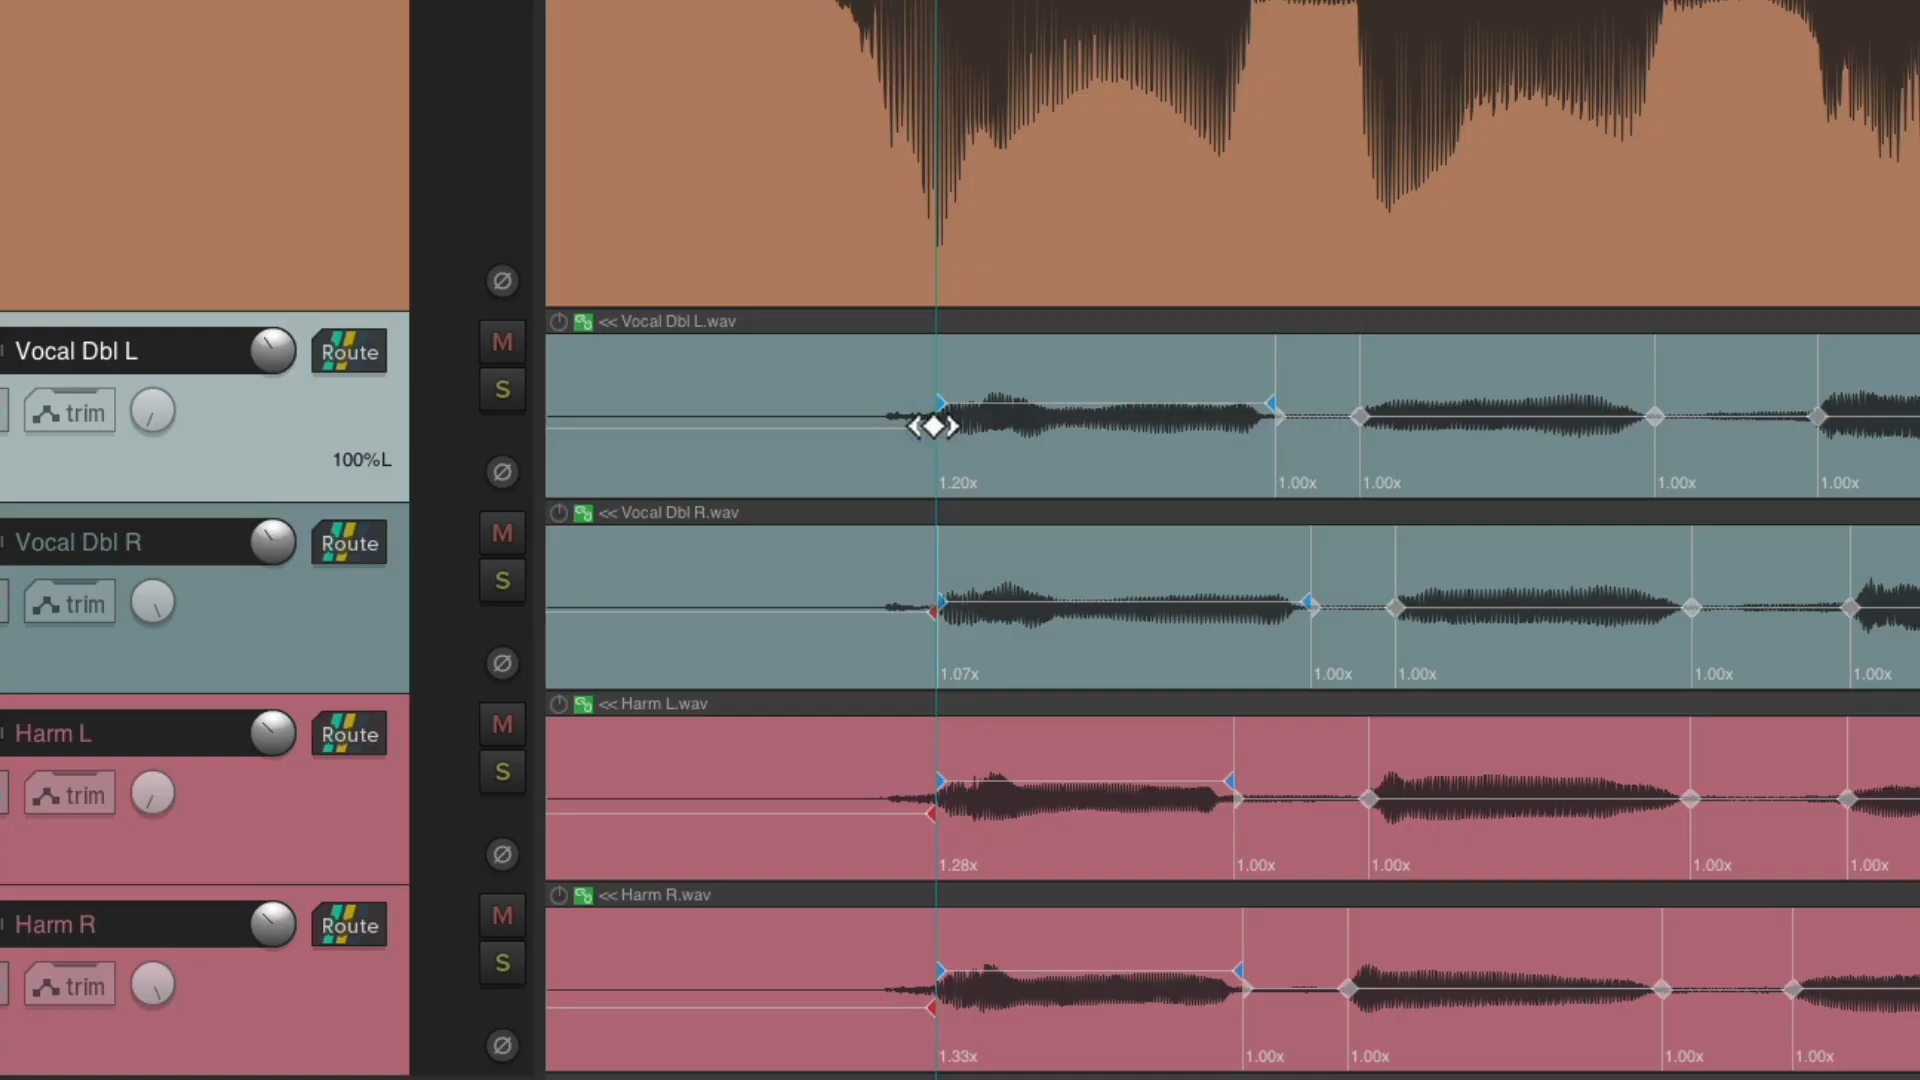 << Vocal Dbl L.wav
Vocal Dbl L
Route
M
trim
S
100%L
1.20x
1.00x
1.00x
1.00x
1.00x
<< Vocal Dbl R.wav
Vocal Dbl R
Route
M
trim
S
1.07x
1.00x
1.00x
1.00x
1.00x
<< Harm L.wav
Harm L
Route
M
trim
S
1.28x
1.00x
1.00x
1.00x
1.00x
<< Harm R.wav
Harm R
Route
M
trim
S
1.33x
1.00x
1.00x
1.00x
1.00x